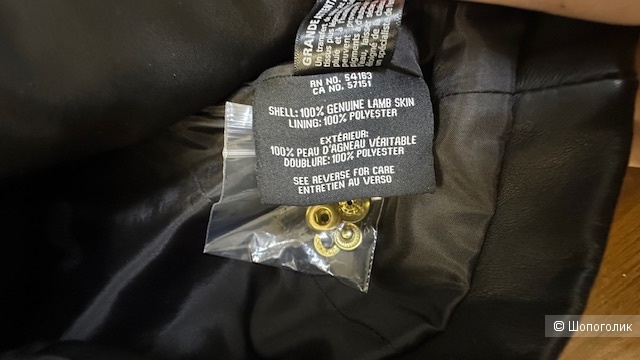 RN NO. 54163
CA NO. 57151
SHELL: 100% GENUINE LAMB SKIN
LINING: 100% POLYESTER
EXTÉRIEUR:
100% PEAU D'AGNEAU VÉRITABLE
DOUBLURE: 100% POLYESTER
SEE REVERSE FOR CARE
ENTRETIEN AU VERSO
© Шопоголик